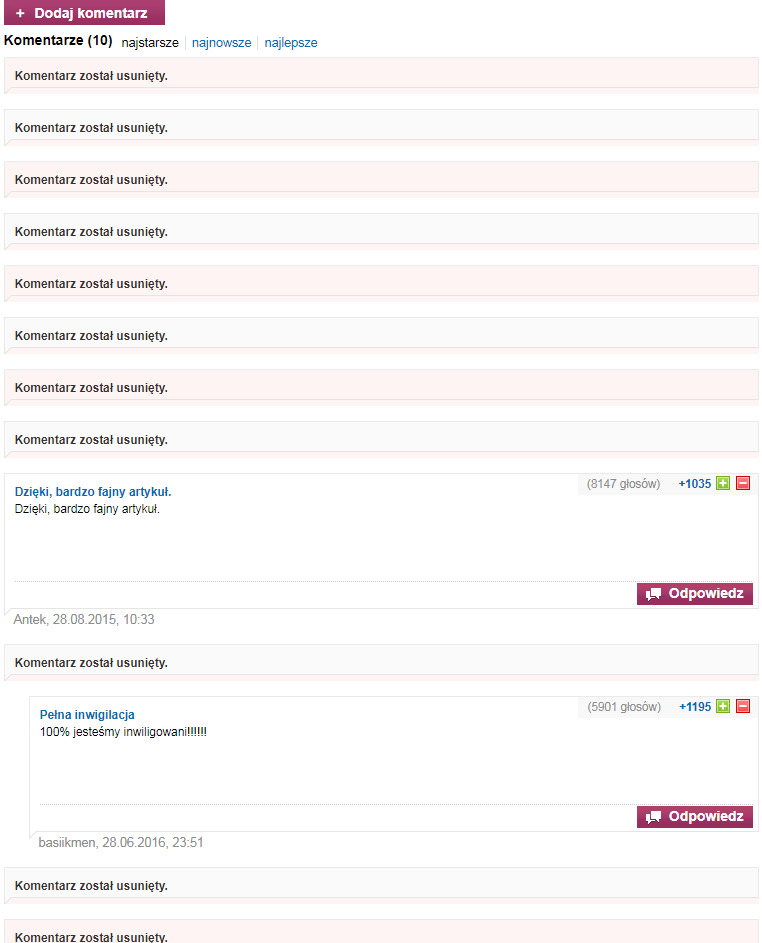 + Dodaj komentarz
Komentarze (10) najstarsze najnowsze najlepsze
Komentarz został usunięty.
Komentarz został usunięty.
Komentarz został usunięty.
Komentarz został usunięty.
Komentarz został usunięty.
Komentarz został usunięty.
Komentarz został usunięty.
Komentarz został usunięty.
(8147 głosów) +1035
Dzięki, bardzo fajny artykuł.
Dzięki, bardzo fajny artykuł.
Odpowiedz
Antek, 28.08.2015, 10:33
Komentarz został usunięty.
(5901 głosów) +1195
Pełna inwigilacja
100% jesteśmy inwiligowani!!!!!!
Odpowiedz
basiikmen, 28.06.2016, 23:51
Komentarz został usunięty.
Komentarz został usunięty.